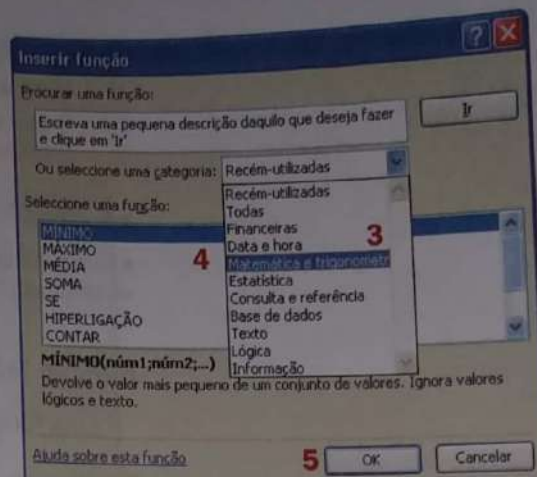 Inserir função
Procurar uma função:
Escreva uma pequena descrição daquilo que deseja fazer
e clique em 'Ir'
Ir
Ou seleccione uma categoria: Recém-utilizadas
Seleccione uma função:
MÍNIMO
MÁXIMO
MÉDIA
SOMA
SE
HIPERLIGAÇÃO
CONTAR
4
Recém-utilizadas
Todas
Financeiras
Data e hora
3
Matemática e trigonometr
Estatística
Consulta e referência
Base de dados
Texto
Lógica
Informação
MÍNIMO(núm1;núm2;...)
Devolve o valor mais pequeno de um conjunto de valores. Ignora valores
lógicos e texto.
Ajuda sobre esta função
5 OK Cancelar